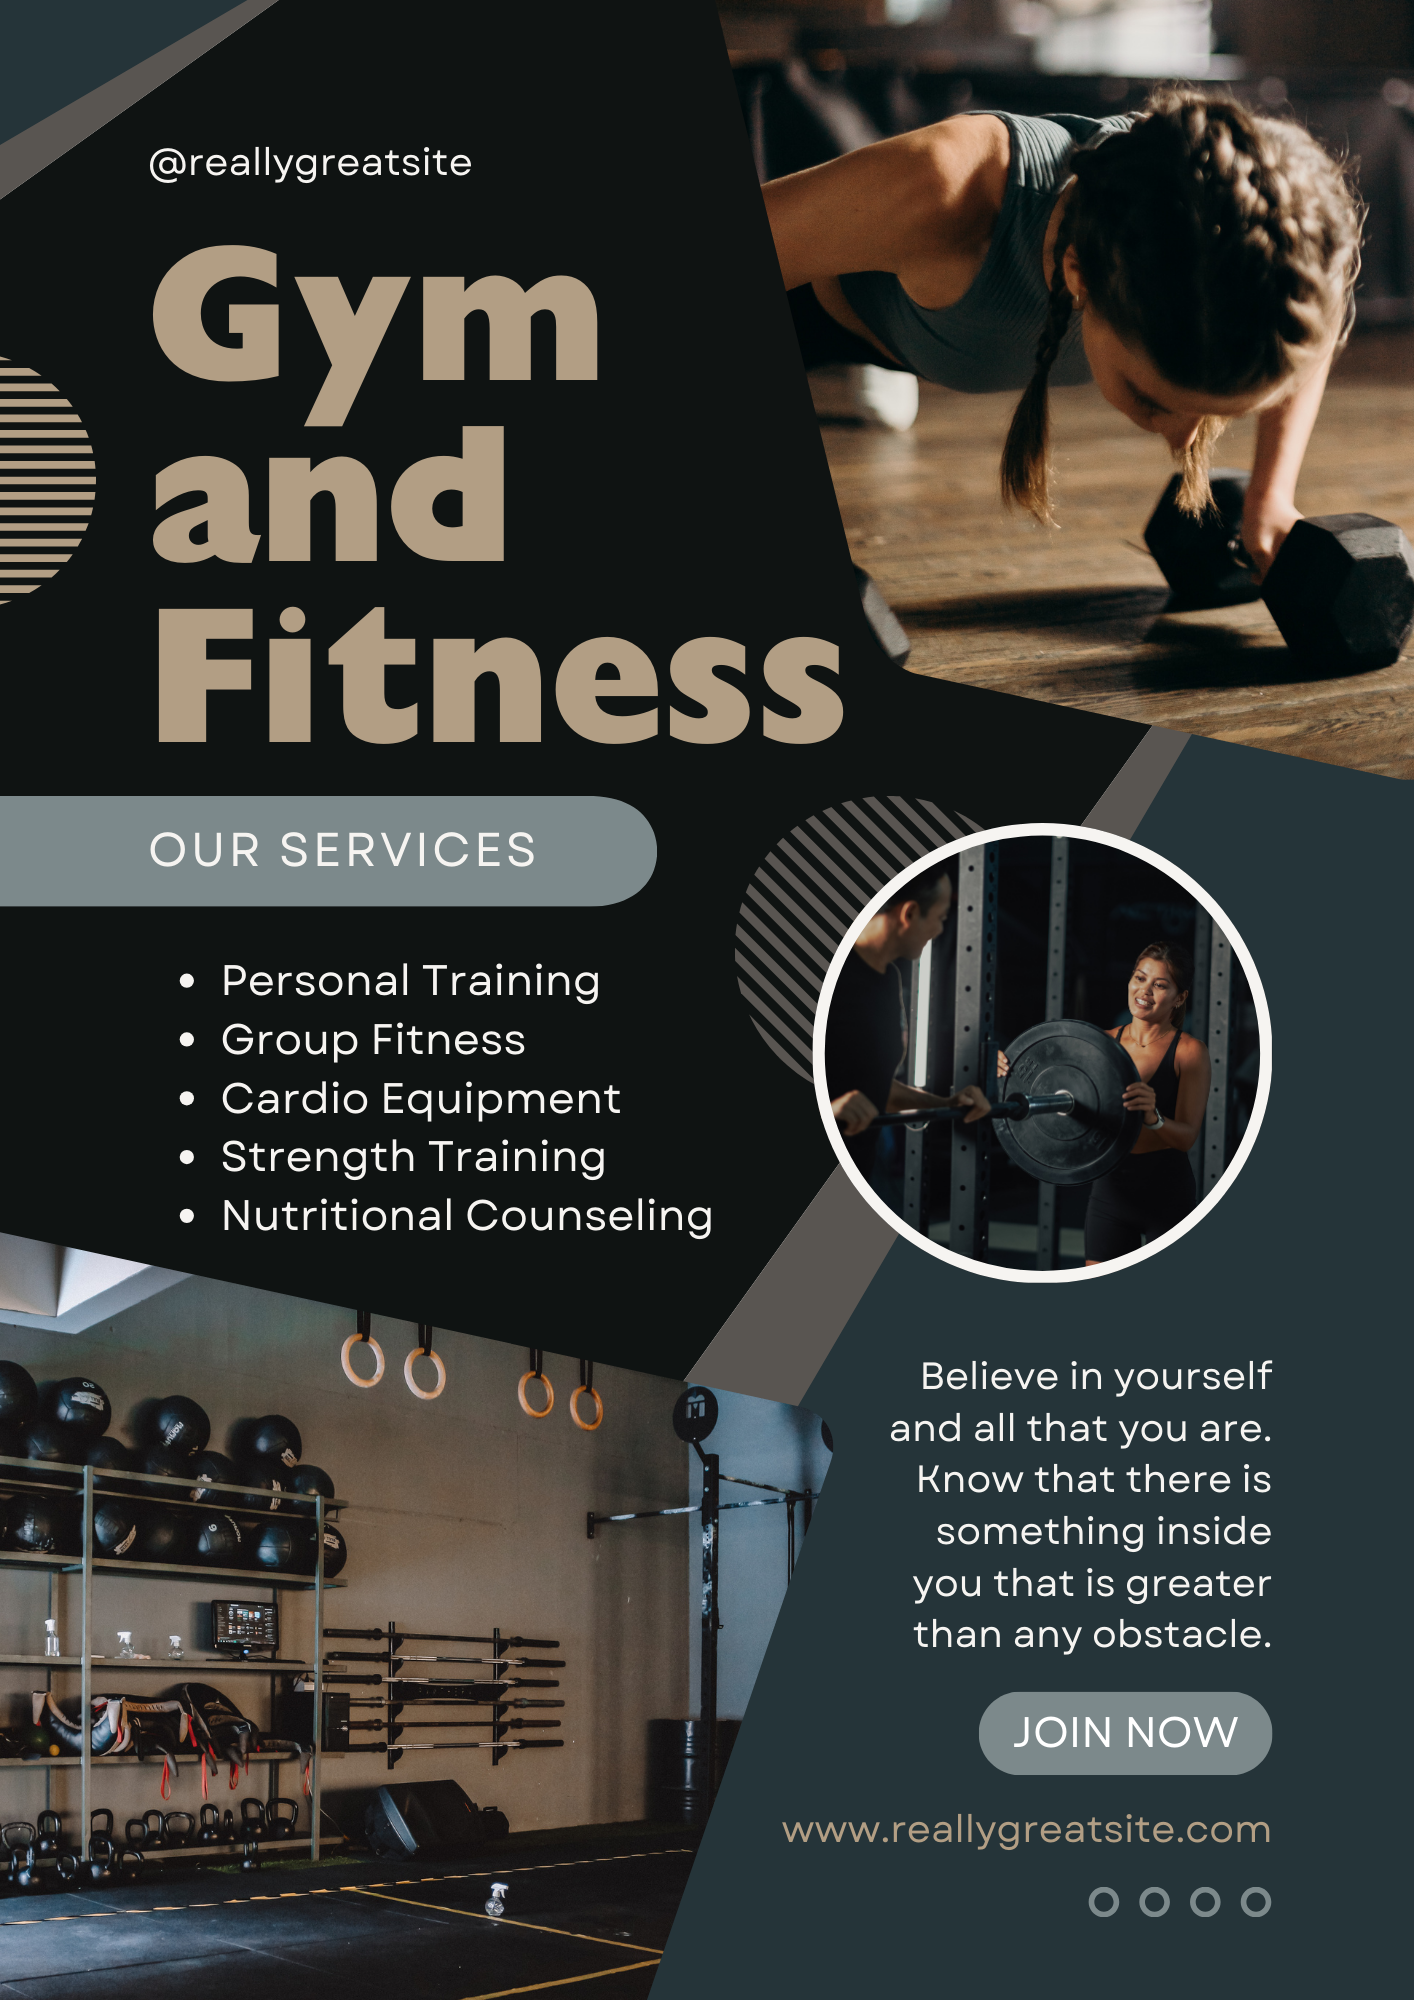 @reallygreatsite
Gym
and
Fitness
OUR SERVICES
• Personal Training
• Group Fitness
• Cardio Equipment
• Strength Training
• Nutritional Counseling
Believe in yourself
and all that you are.
Know that there is
something inside
you that is greater
than any obstacle.
JOIN NOW
www.reallygreatsite.com